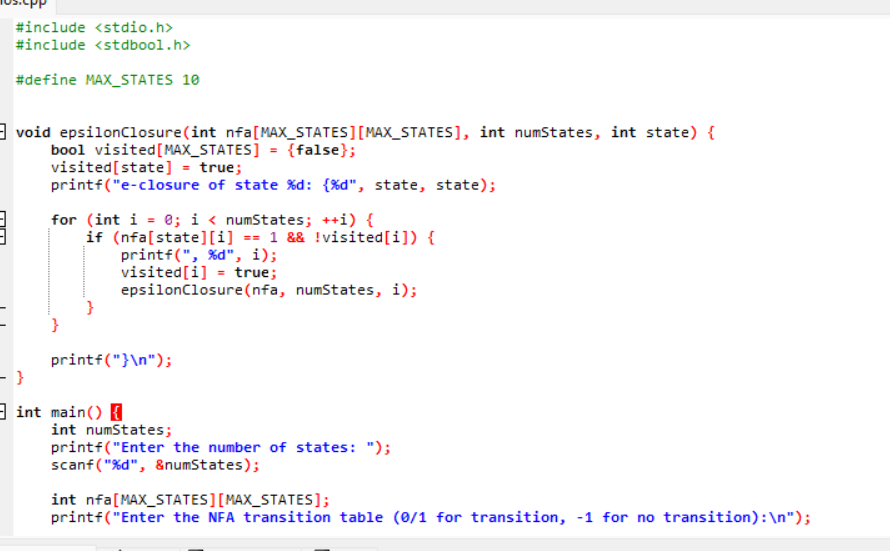 #include <stdio.h>
#include <stdbool.h>
#define MAX_STATES 10
void epsilonClosure(int nfa[MAX_STATES][MAX_STATES], int numStates, int state) {
bool visited[MAX_STATES] = {false};
visited[state] = true;
printf("e-closure of state %d: {%d", state, state);
for (int i = 0; i < numStates; ++i) {
if (nfa[state][i] == 1 && !visited[i]) {
printf(", %d", i);
visited[i] = true;
epsilonClosure(nfa, numStates, i);
}
}
printf("}\n");
}
int main() {
int numStates;
printf("Enter the number of states: ");
scanf("%d", &numStates);
int nfa[MAX_STATES][MAX_STATES];
printf("Enter the NFA transition table (0/1 for transition, -1 for no transition):\n");